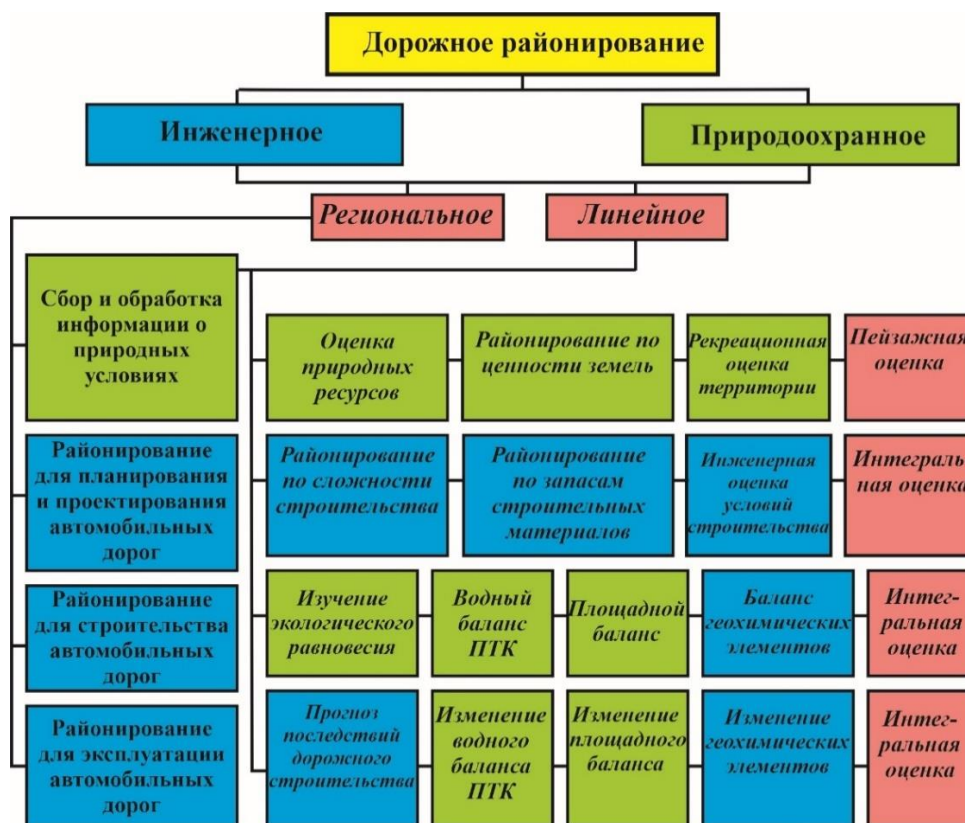 Дорожное районирование
Инженерное
Природоохранное
Региональное
Линейное
Сбор и обработка
информации о
природных
условиях
Оценка
природных
ресурсов
Районирование по
ценности земель
Рекреационная
оценка
территории
Пейзажная
оценка
Районирование
для планирования
и проектирования
автомобильных
дорог
Районирование
по сложности
строительства
Районирование
по запасам
строительных
материалов
Инженерная
оценка
условий
строительства
Интеграль-
ная оценка
Районирование
для строительства
автомобильных
дорог
Изучение
экологического
равновесия
Водный
баланс
ПТК
Площадной
баланс
Баланс
геохимических
элементов
Интег-
ральная
оценка
Районирование
для эксплуатации
автомобильных
дорог
Прогноз
последствий
дорожного
строительства
Изменение
водного
баланса
ПТК
Изменение
площадного
баланса
Изменение
геохимических
элементов
Интег-
ральная
оценка